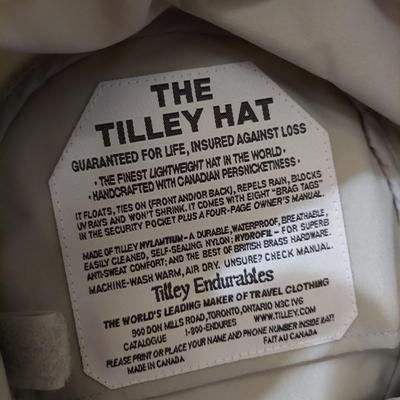 THE
TILLEY HAT
GUARANTEED FOR LIFE, INSURED AGAINST LOSS
• THE FINEST LIGHTWEIGHT HAT IN THE WORLD •
• HANDCRAFTED WITH CANADIAN PERSNICKETINESS •
IT FLOATS, TIES ON (FRONT AND/OR BACK), REPELS RAIN, BLOCKS
UV RAYS AND WON'T SHRINK. IT COMES WITH EIGHT "BRAG TAGS"
IN THE SECURITY POCKET PLUS A FOUR-PAGE OWNER'S MANUAL.
MADE OF TILLEY NYLAMTIUM - A DURABLE, WATERPROOF, BREATHABLE,
EASILY CLEANED, SELF-SEALING NYLON; HYDROFIL - FOR SUPERB
ANTI-SWEAT COMFORT; AND THE BEST OF BRITISH BRASS HARDWARE.
MACHINE-WASH WARM, AIR DRY. UNSURE? CHECK MANUAL.
Tilley Endurables
THE WORLD'S LEADING MAKER OF TRAVEL CLOTHING
900 DON MILLS ROAD, TORONTO, ONTARIO M3C 1V6
CATALOGUE 1-800-ENDURES WWW.TILLEY.COM
PLEASE PRINT OR PLACE YOUR NAME AND PHONE NUMBER INSIDE HAT!
MADE IN CANADA FAIT AU CANADA